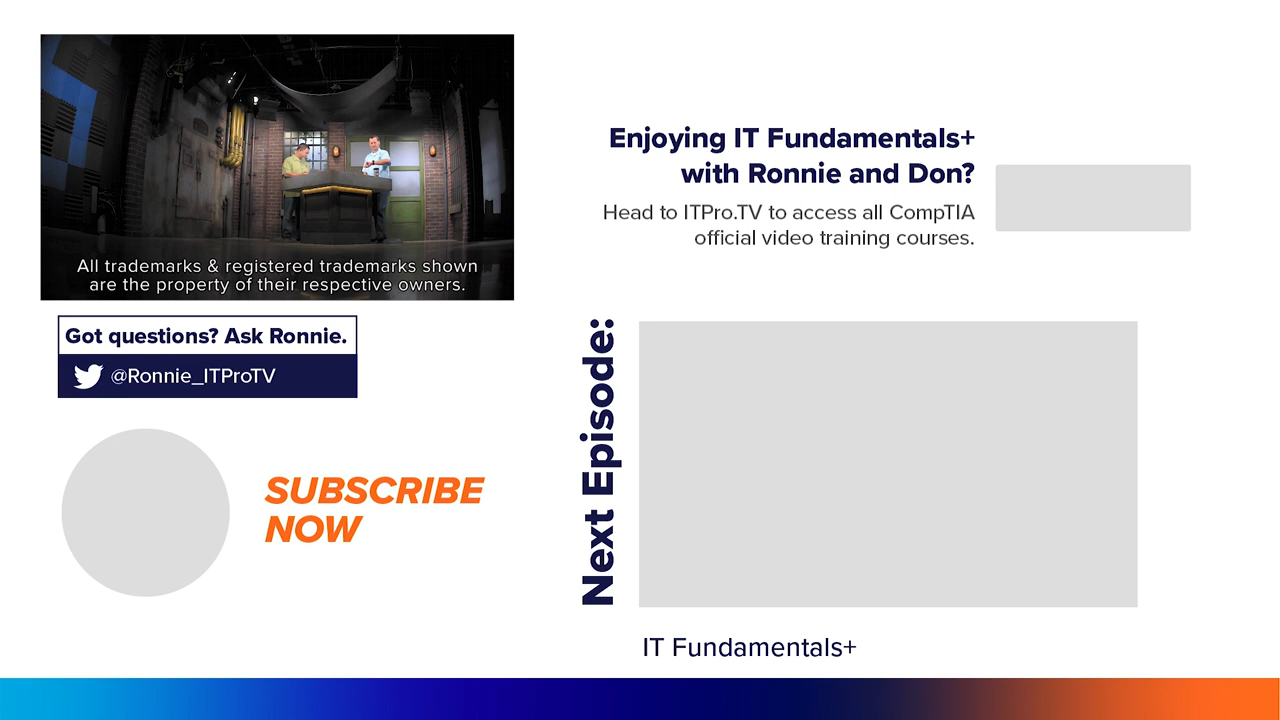 All trademarks & registered trademarks shown
are the property of their respective owners.
Got questions? Ask Ronnie.
@Ronnie_ITProTV
SUBSCRIBE
NOW
Enjoying IT Fundamentals+
with Ronnie and Don?
Head to ITPro.TV to access all CompTIA
official video training courses.
Next Episode:
IT Fundamentals+